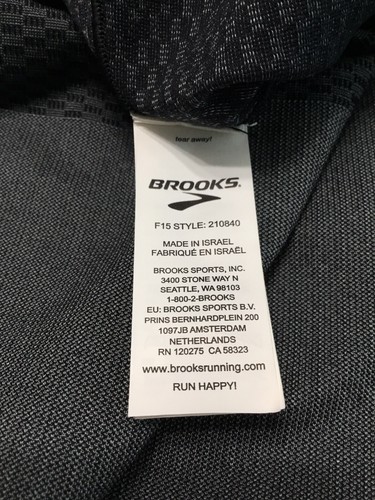 tear away!
BROOKS
F15 STYLE: 210840
MADE IN ISRAEL
FABRIQUÉ EN ISRAËL
BROOKS SPORTS, INC.
3400 STONE WAY N
SEATTLE, WA 98103
1-800-2-BROOKS
EU: BROOKS SPORTS B.V.
PRINS BERNHARDPLEIN 200
1097JB AMSTERDAM
NETHERLANDS
RN 120275 CA 58323
www.brooksrunning.com
RUN HAPPY!